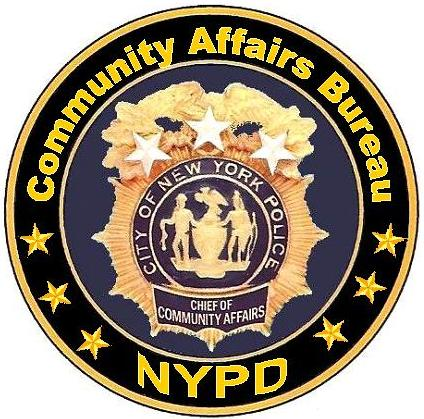 Community Affairs Bureau
CITY OF NEW YORK POLICE
CHIEF OF
COMMUNITY AFFAIRS
NYPD